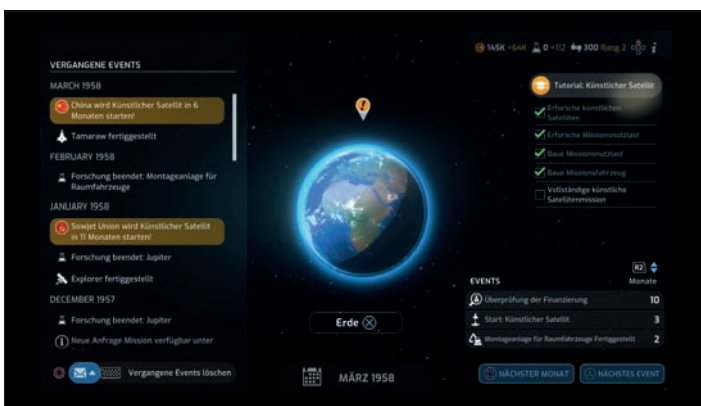 145K +64K 0 +112 300 Rang 2
VERGANGENE EVENTS
MARCH 1958
China wird Künstlicher Satellit in 6
Monaten starten!
Tamaraw fertiggestellt
FEBRUARY 1958
Forschung beendet: Montageanlage für
Raumfahrzeuge
JANUARY 1958
Sowjet Union wird Künstlicher Satellit
in 11 Monaten starten!
Forschung beendet: Jupiter
Explorer fertiggestellt
DECEMBER 1957
Forschung beendet: Jupiter
Neue Anfrage Mission verfügbar unter
Vergangene Events löschen
Erde
MÄRZ 1958
Tutorial: Künstlicher Satellit
Erforsche künstlichen
Satelliten
Erforsche Missionsnutzlast
Baue Missionsnutzlast
Baue Missionsfahrzeug
Vollständige künstliche
Satellitenmission
R2
EVENTS Monate
Überprüfung der Finanzierung 10
Start: Künstlicher Satellit 3
Montageanlage für Raumfahrzeuge Fertiggestellt 2
NÄCHSTER MONAT
NÄCHSTES EVENT